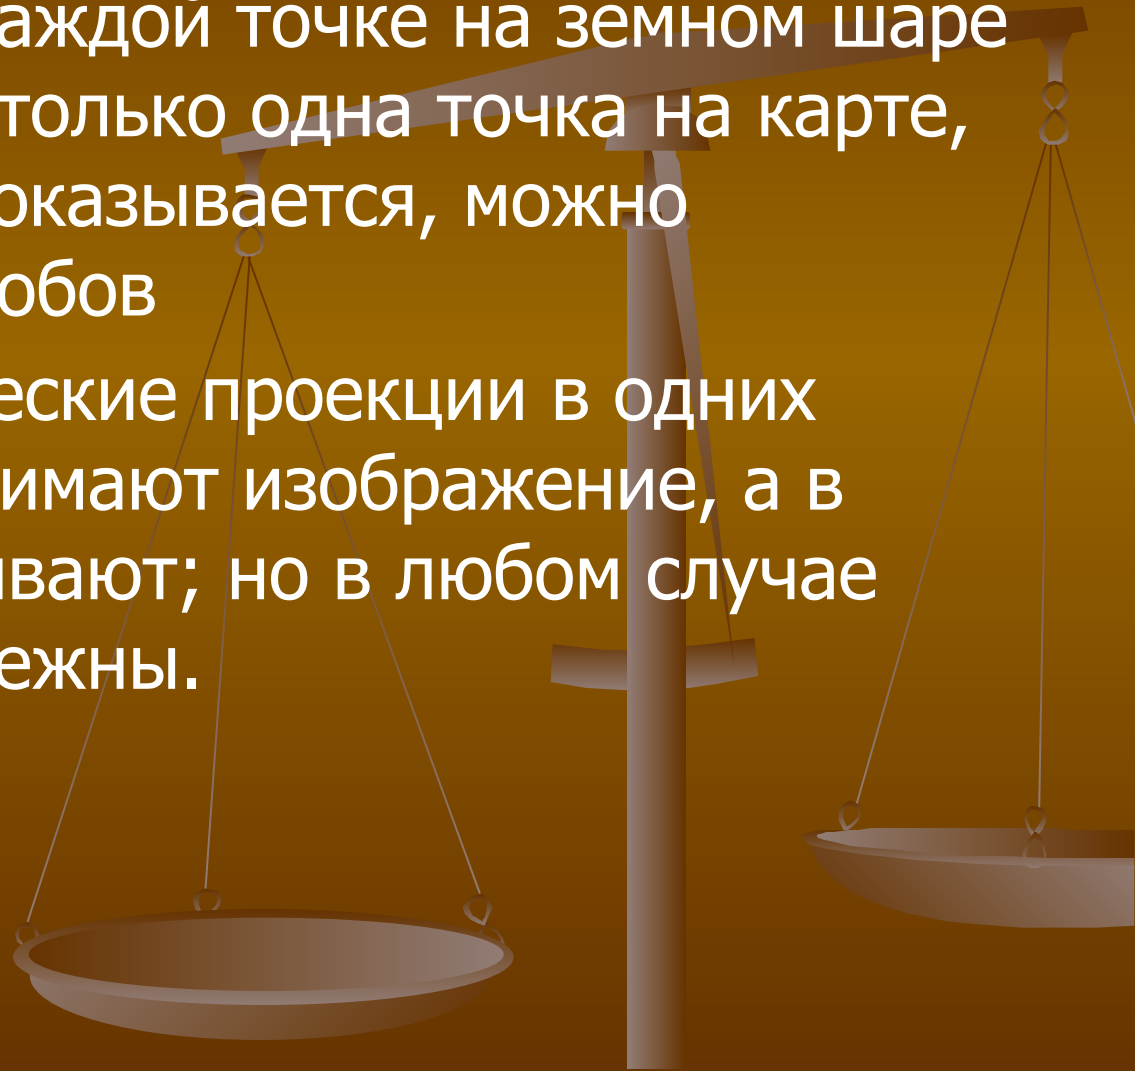 аждой точке на земном шаре
только одна точка на карте,
оказывается, можно
обов
еские проекции в одних
имают изображение, а в
ивают; но в любом случае
ежны.